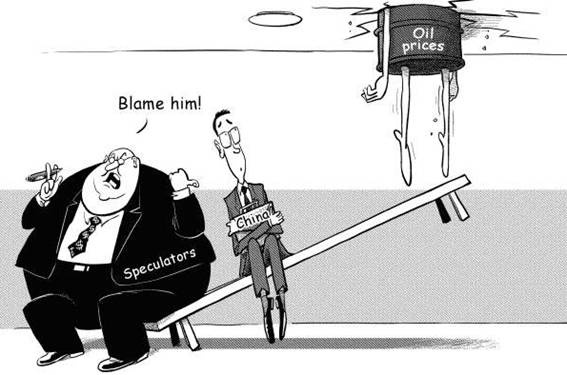 Oil
prices
Blame him!
China
Speculators